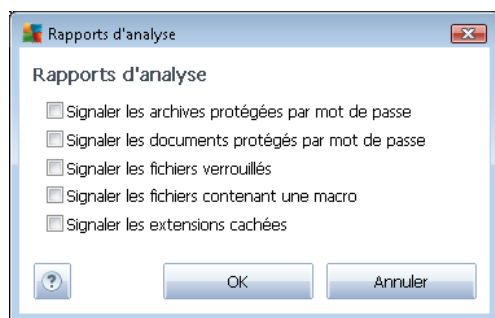 Rapports d'analyse
Rapports d'analyse
Signaler les archives protégées par mot de passe
Signaler les documents protégés par mot de passe
Signaler les fichiers verrouillés
Signaler les fichiers contenant une macro
Signaler les extensions cachées
? OK Annuler